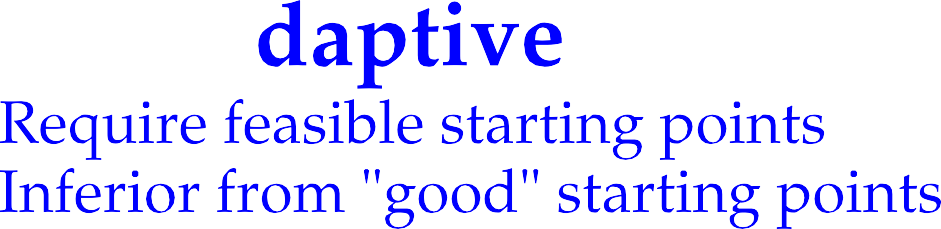 daptive
Require feasible starting points
Inferior from "good" starting points